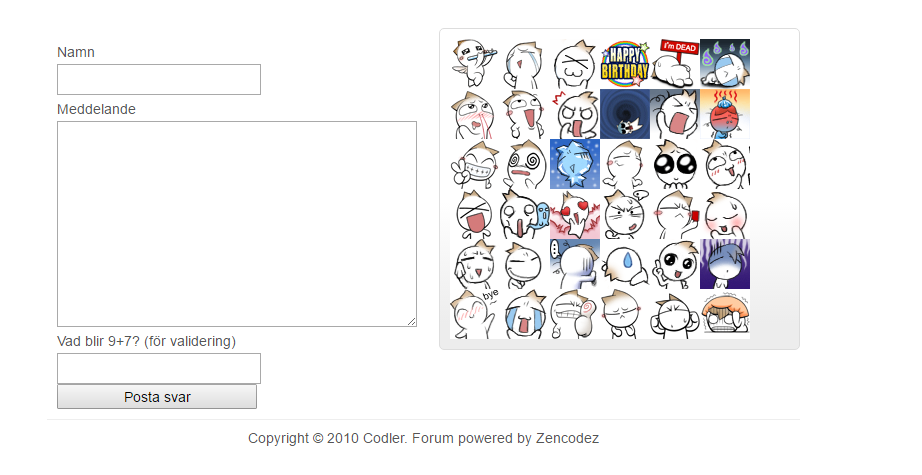 Namn
Meddelande
Vad blir 9+7? (för validering)
Posta svar
HAPPY
BIRTHDAY
I'm DEAD
bye
Copyright © 2010 Codler. Forum powered by Zencodez